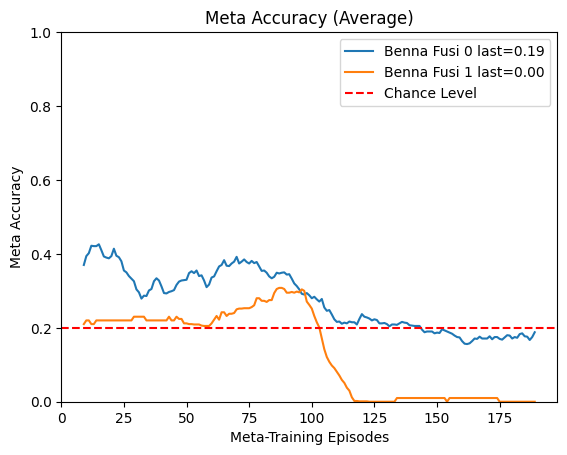 Meta Accuracy (Average)
Benna Fusi 0 last=0.19
Benna Fusi 1 last=0.00
Chance Level
Meta Accuracy
1.0
0.8
0.6
0.4
0.2
0.0
0 25 50 75 100 125 150 175
Meta-Training Episodes